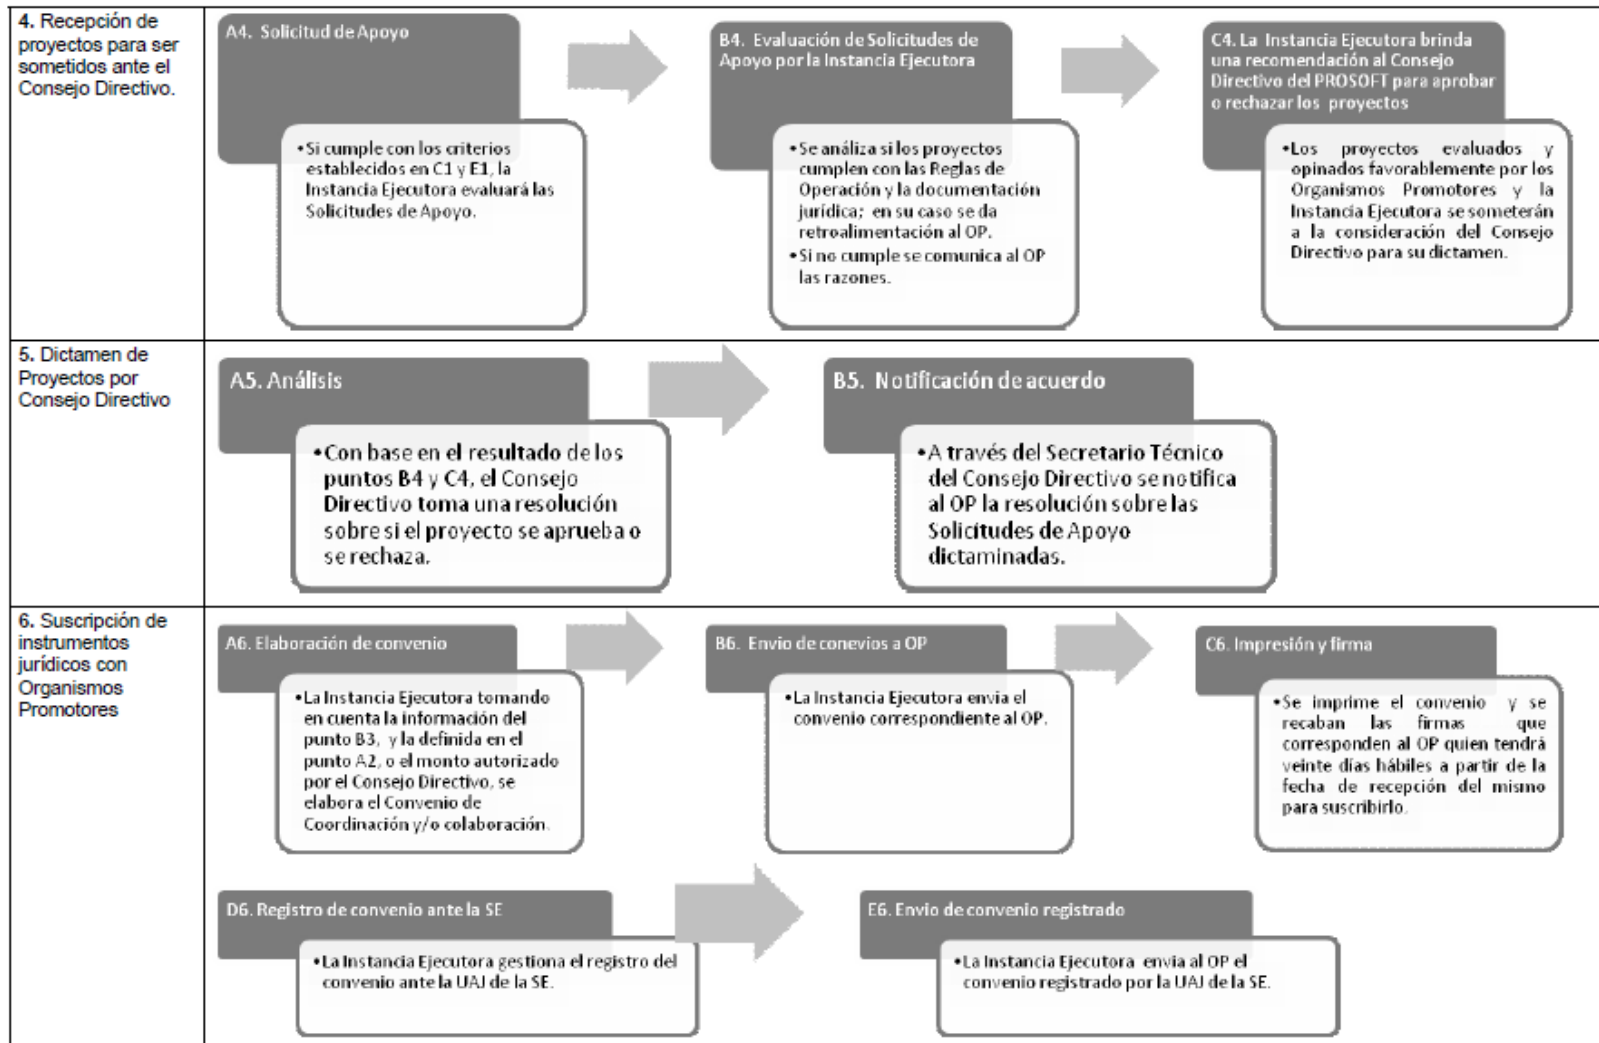 4. Recepción de
proyectos para ser
sometidos ante el
Consejo Directivo.
A4. Solicitud de Apoyo
•Si cumple con los criterios
establecidos en C1 y E1, la
Instancia Ejecutora evaluará las
Solicitudes de Apoyo.
B4. Evaluación de Solicitudes de
Apoyo por la Instancia Ejecutora
•Se análiza si los proyectos
cumplen con las Reglas de
Operación y la documentación
jurídica; en su caso se da
retroalimentación al OP.
•Si no cumple se comunica al OP
las razones.
C4. La Instancia Ejecutora brinda
una recomendación al Consejo
Directivo del PROSOFT para aprobar
o rechazar los proyectos
•Los proyectos evaluados y
opinados favorablemente por los
Organismos Promotores y la
Instancia Ejecutora se someterán
a la consideración del Consejo
Directivo para su dictamen.
5. Dictamen de
Proyectos por
Consejo Directivo
A5. Análisis
•Con base en el resultado de los
puntos B4 y C4, el Consejo
Directivo toma una resolución
sobre si el proyecto se aprueba o
se rechaza.
B5. Notificación de acuerdo
•A través del Secretario Técnico
del Consejo Directivo se notifica
al OP la resolución sobre las
Solicitudes de Apoyo
dictaminadas.
6. Suscripción de
instrumentos
jurídicos con
Organismos
Promotores
A6. Elaboración de convenio
•La Instancia Ejecutora tomando
en cuenta la información del
punto B3, y la definida en el
punto A2, o el monto autorizado
por el Consejo Directivo, se
elabora el Convenio de
Coordinación y/o colaboración.
B6. Envio de conevios a OP
•La Instancia Ejecutora envia el
convenio correspondiente al OP.
C6. Impresión y firma
•Se imprime el convenio y se
recaban las firmas que
corresponden al OP quien tendrá
veinte días hábiles a partir de la
fecha de recepción del mismo
para suscribirlo.
D6. Registro de convenio ante la SE
•La Instancia Ejecutora gestiona el registro del
convenio ante la UAJ de la SE.
E6. Envio de convenio registrado
•La Instancia Ejecutora envia al OP el
convenio registrado por la UAJ de la SE.